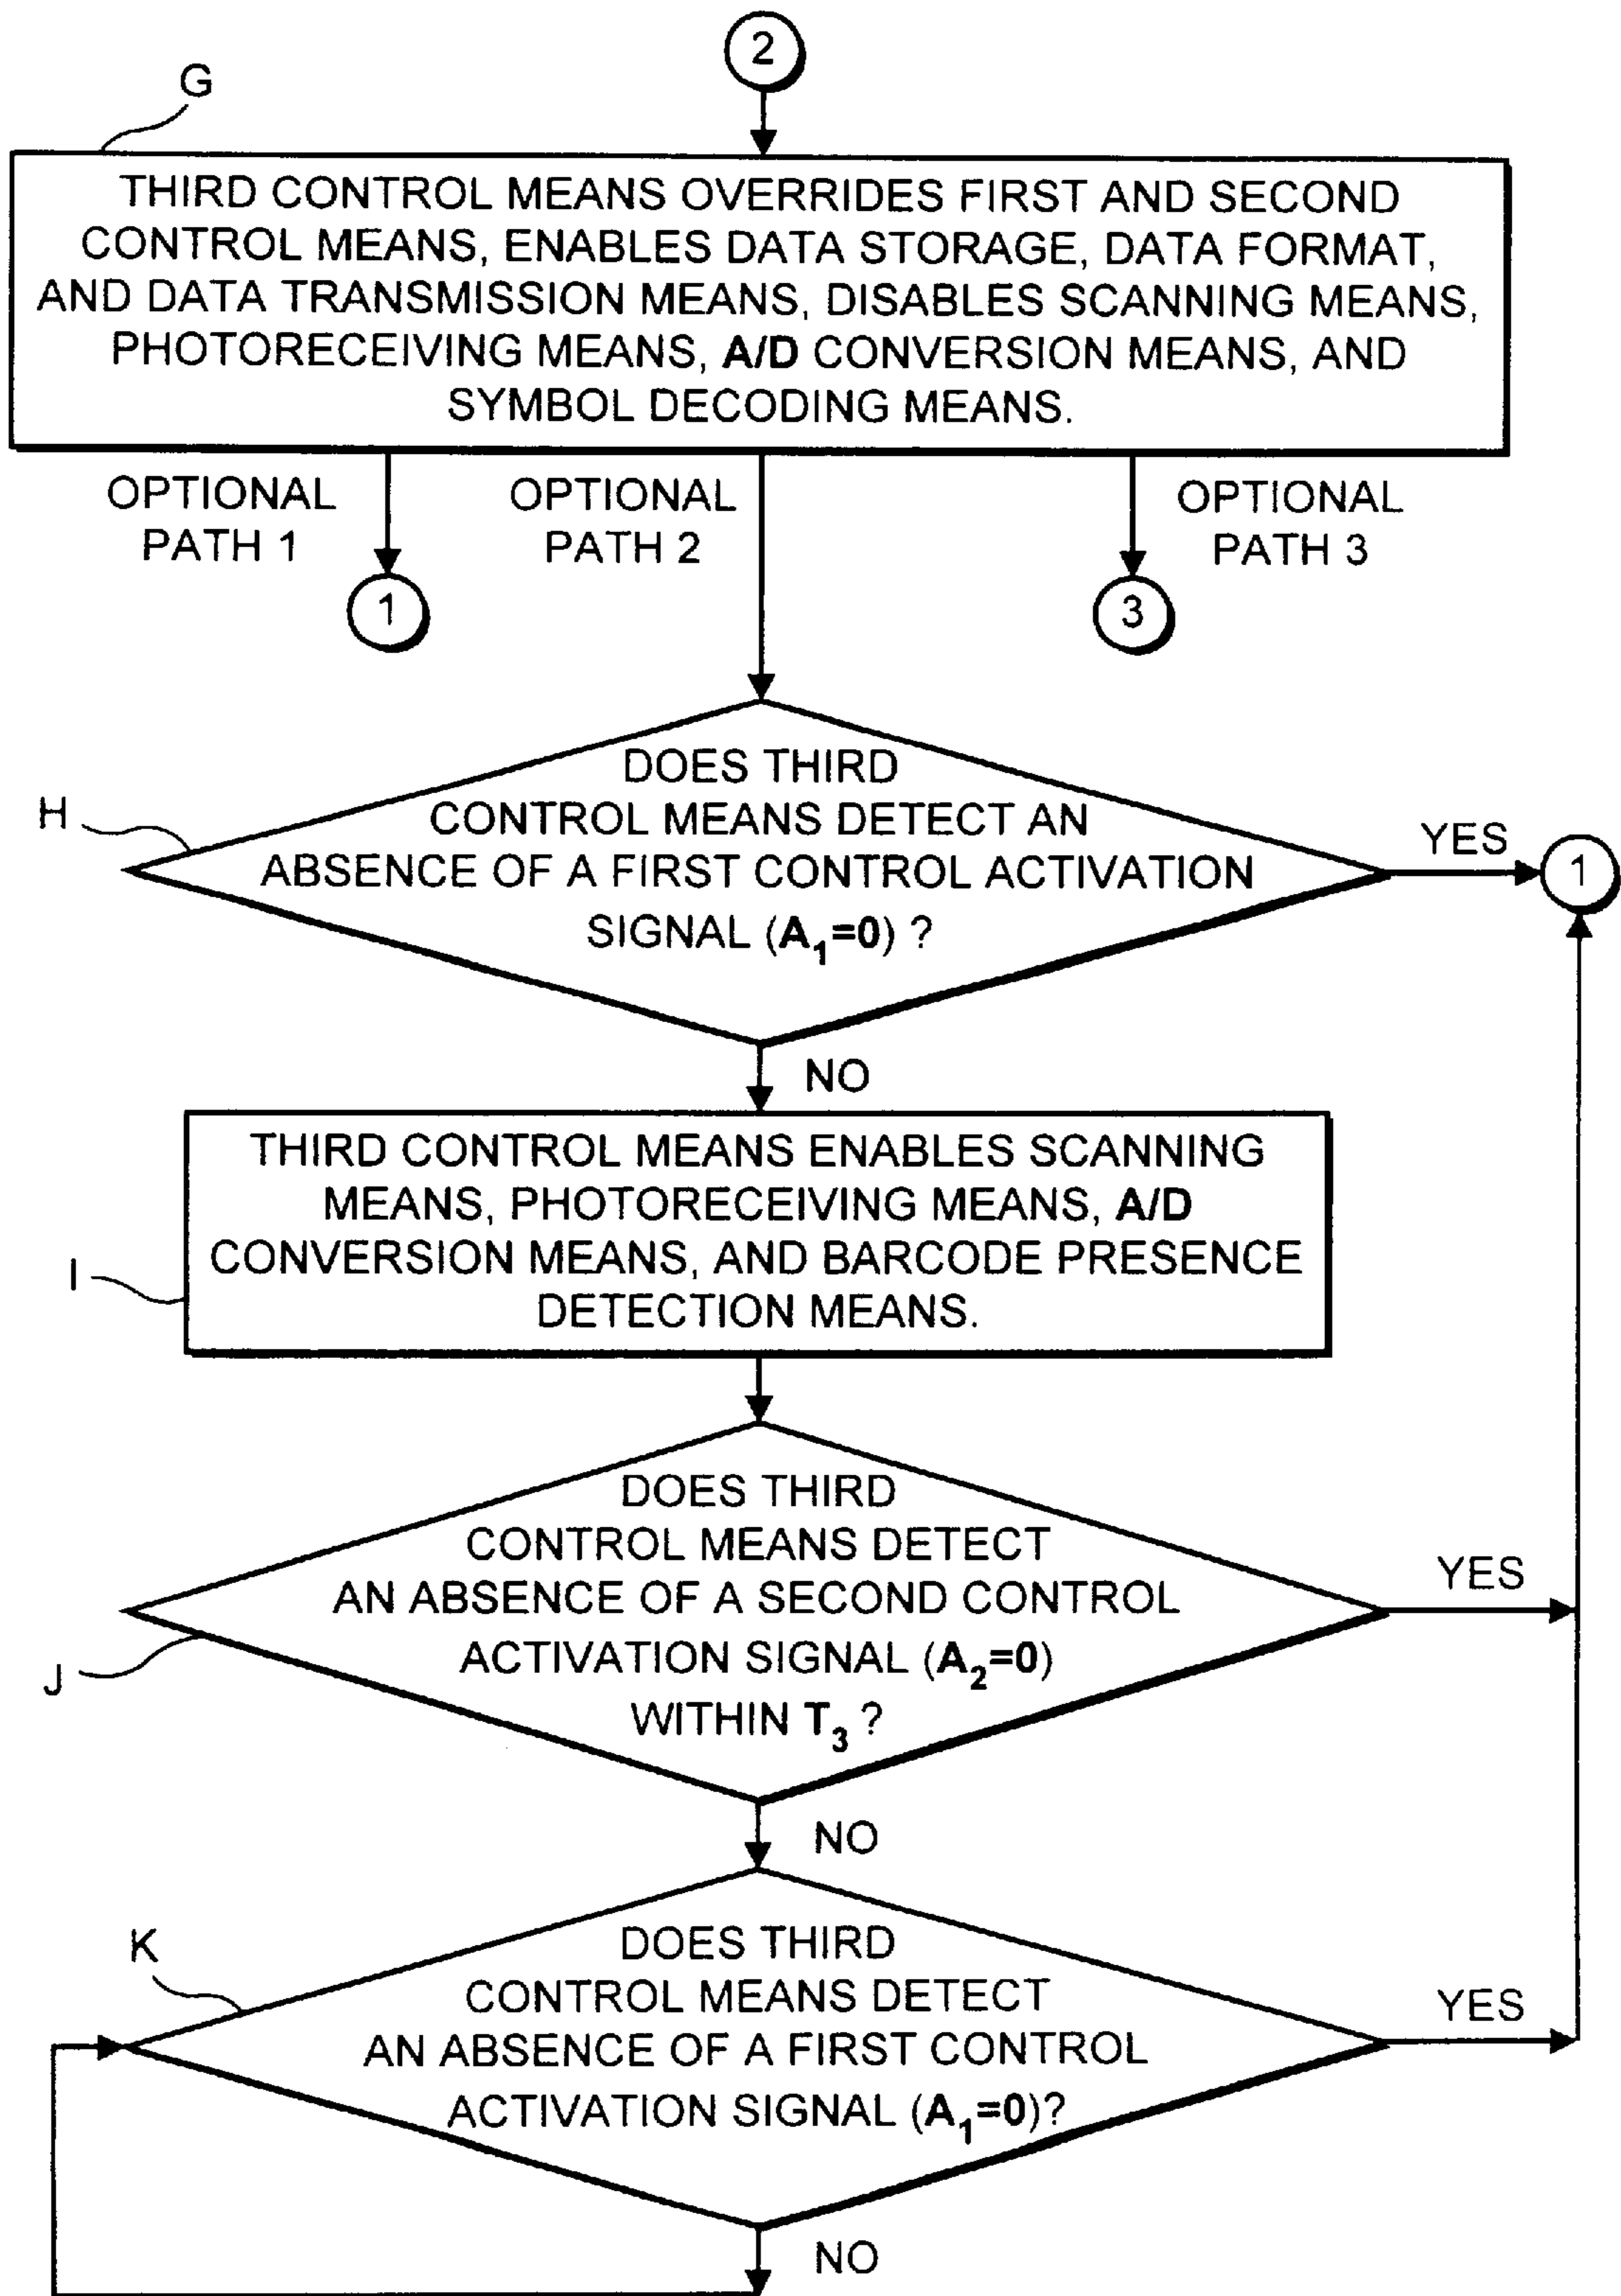 2
G
THIRD CONTROL MEANS OVERRIDES FIRST AND SECOND
CONTROL MEANS, ENABLES DATA STORAGE, DATA FORMAT,
AND DATA TRANSMISSION MEANS, DISABLES SCANNING MEANS,
PHOTORECEIVING MEANS, A/D CONVERSION MEANS, AND
SYMBOL DECODING MEANS.
OPTIONAL
PATH 1
OPTIONAL
PATH 2
OPTIONAL
PATH 3
1
3
H
DOES THIRD
CONTROL MEANS DETECT AN
ABSENCE OF A FIRST CONTROL ACTIVATION
SIGNAL (A₁=0) ?
YES
1
NO
I
THIRD CONTROL MEANS ENABLES SCANNING
MEANS, PHOTORECEIVING MEANS, A/D
CONVERSION MEANS, AND BARCODE PRESENCE
DETECTION MEANS.
J
DOES THIRD
CONTROL MEANS DETECT
AN ABSENCE OF A SECOND CONTROL
ACTIVATION SIGNAL (A₂=0)
WITHIN T₃ ?
YES
NO
K
DOES THIRD
CONTROL MEANS DETECT
AN ABSENCE OF A FIRST CONTROL
ACTIVATION SIGNAL (A₁=0)?
YES
NO